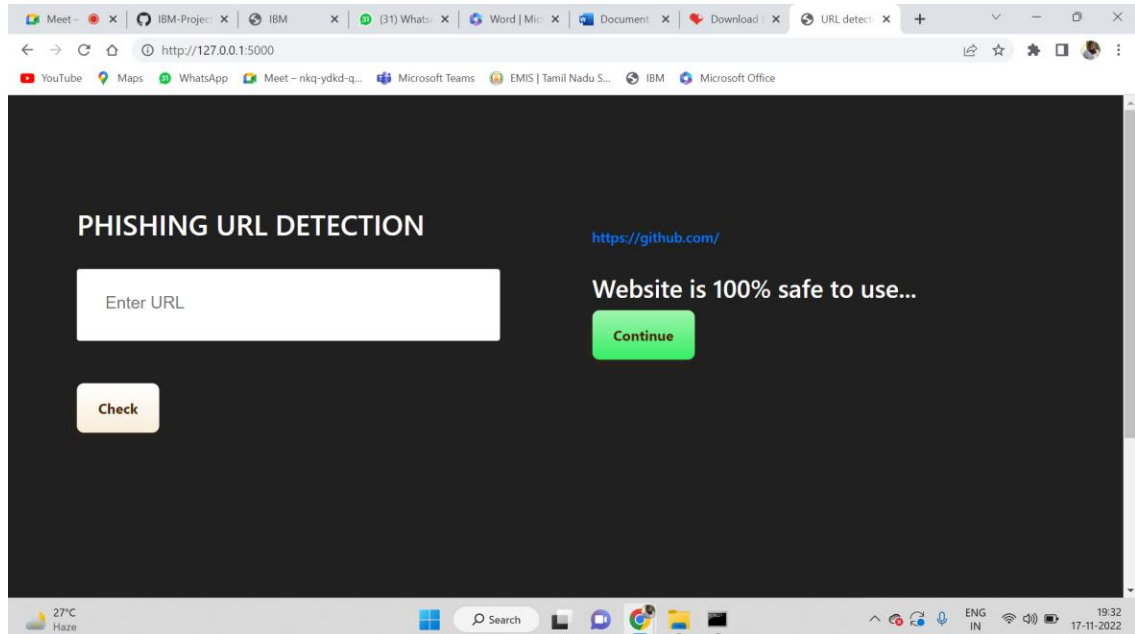 Meet - IBM-Projec IBM (31) Whats Word | Mic Document Download URL detect
http://127.0.0.1:5000
YouTube Maps WhatsApp Meet – nkq-ydkd-q... Microsoft Teams EMIS | Tamil Nadu S... IBM Microsoft Office
PHISHING URL DETECTION
Enter URL
Check
https://github.com/
Website is 100% safe to use...
Continue
27°C
Haze
Search
ENG
IN
19:32
17-11-2022